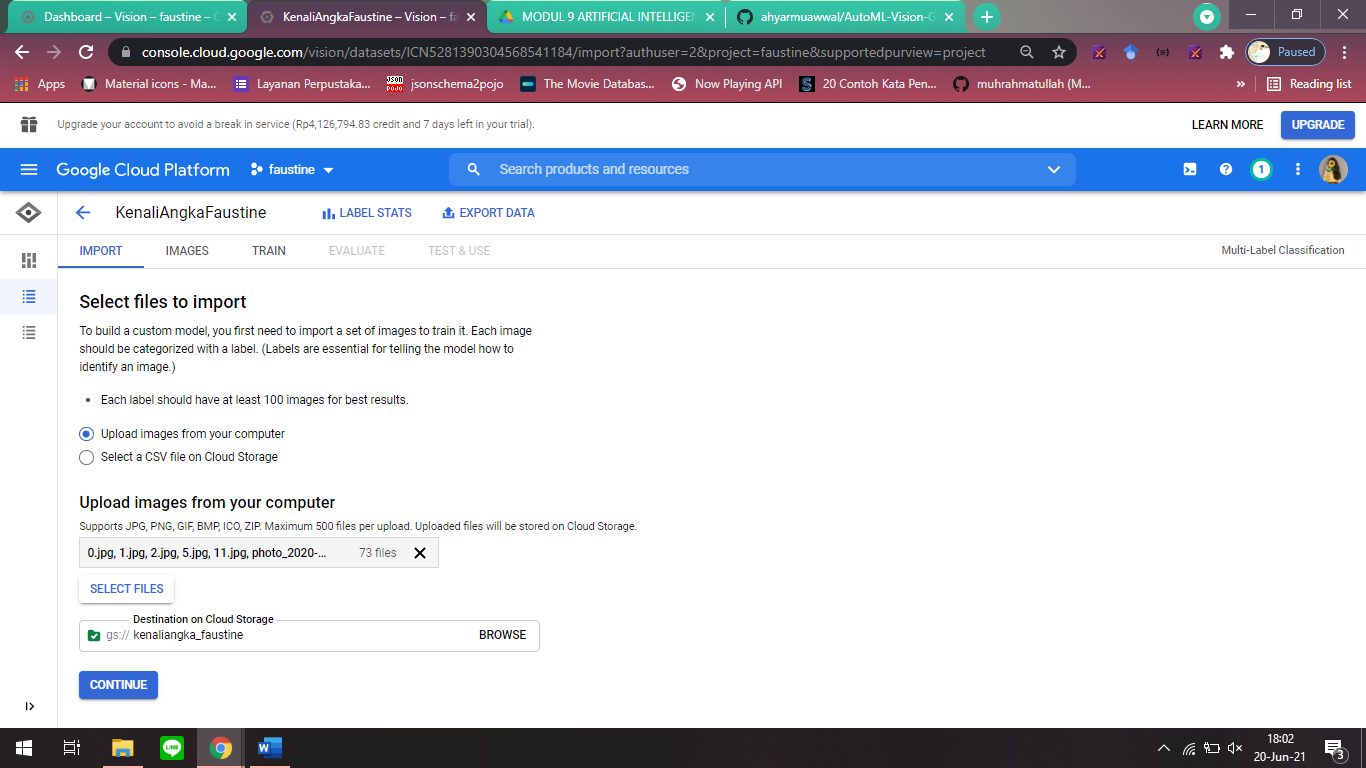 Dashboard – Vision – faustine – G
KenaliAngkaFaustine – Vision – fa
MODUL 9 ARTIFICIAL INTELLIGEN
ahyarmuawwal/AutoML-Vision-G
console.cloud.google.com/vision/datasets/ICN5281390304568541184/import?authuser=2&project=faustine&supportedpurview=project
Paused
Apps
Material icons - Ma...
Layanan Perpustaka...
JSON
POJO
jsonschema2pojo
The Movie Databas...
Now Playing API
20 Contoh Kata Pen...
muhrahmatullah (M...
»
Reading list
Upgrade your account to avoid a break in service (Rp4,126,794.83 credit and 7 days left in your trial).
LEARN MORE
UPGRADE
Google Cloud Platform
faustine
Search products and resources
1
KenaliAngkaFaustine
LABEL STATS
EXPORT DATA
IMPORT
IMAGES
TRAIN
EVALUATE
TEST & USE
Multi-Label Classification
Select files to import
To build a custom model, you first need to import a set of images to train it. Each image
should be categorized with a label. (Labels are essential for telling the model how to
identify an image.)
• Each label should have at least 100 images for best results.
Upload images from your computer
Select a CSV file on Cloud Storage
Upload images from your computer
Supports JPG, PNG, GIF, BMP, ICO, ZIP. Maximum 500 files per upload. Uploaded files will be stored on Cloud Storage.
0.jpg, 1.jpg, 2.jpg, 5.jpg, 11.jpg, photo_2020-...
73 files
SELECT FILES
Destination on Cloud Storage
gs:// kenaliangka_faustine
BROWSE
CONTINUE
LINE
W
18:02
20-Jun-21
3